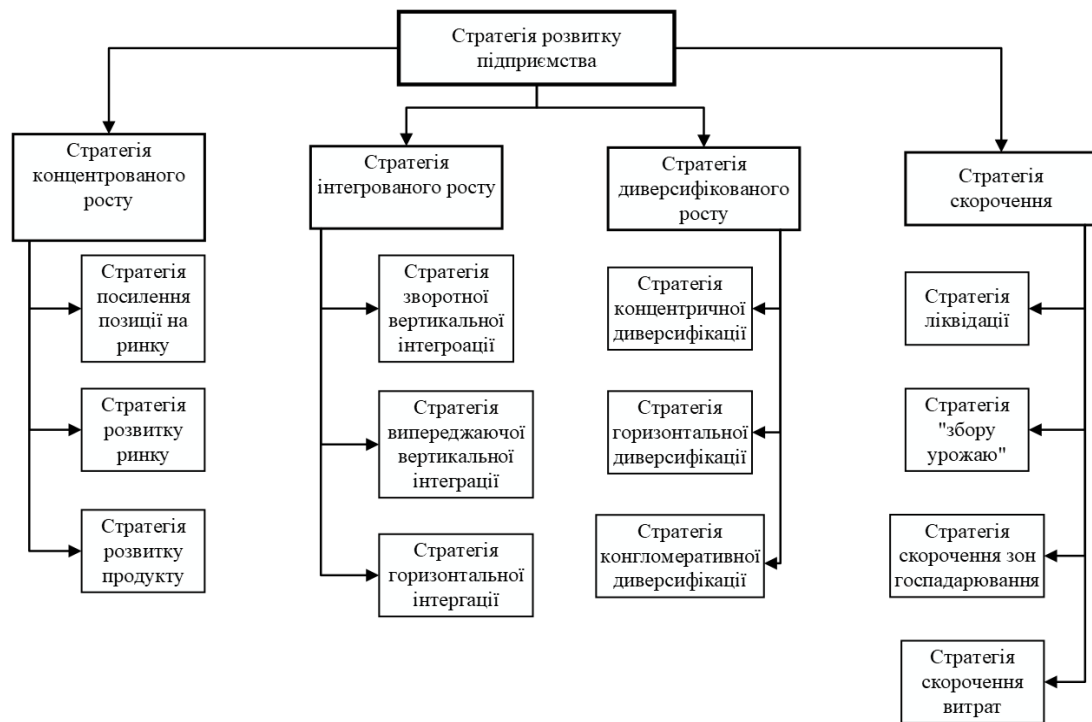 Стратегія розвитку
підприємства
Стратегія
концентрованого
росту
Стратегія
інтегрованого росту
Стратегія
диверсифікованого
росту
Стратегія
скорочення
Стратегія
посилення
позиції на
ринку
Стратегія
розвитку
ринку
Стратегія
розвитку
продукту
Стратегія
зворотної
вертикальної
інтегроації
Стратегія
випереджаючої
вертикальної
інтеграції
Стратегія
горизонтальної
інтергації
Стратегія
концентричної
диверсифікації
Стратегія
горизонтальної
диверсифікації
Стратегія
конгломеративної
диверсифікації
Стратегія
ліквідації
Стратегія
"збору
урожаю"
Стратегія
скорочення зон
госпадарювання
Стратегія
скорочення
витрат